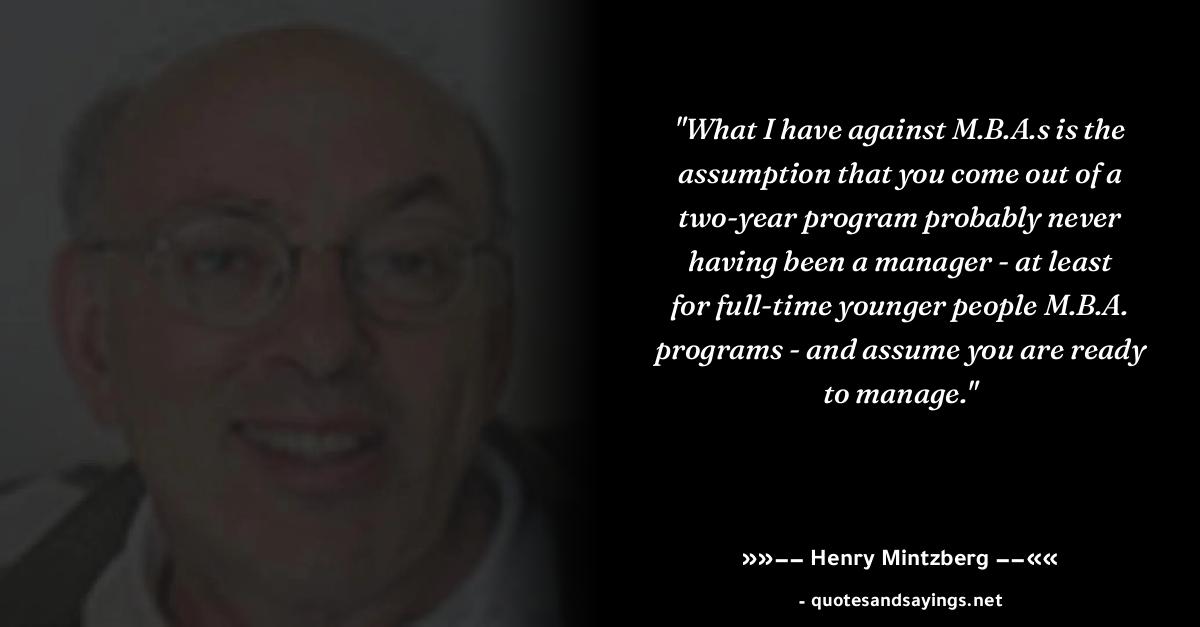 "What I have against M.B.A.s is the
assumption that you come out of a
two-year program probably never
having been a manager - at least
for full-time younger people M.B.A.
programs - and assume you are ready
to manage."
»»−− Henry Mintzberg −−««
- quotesandsayings.net